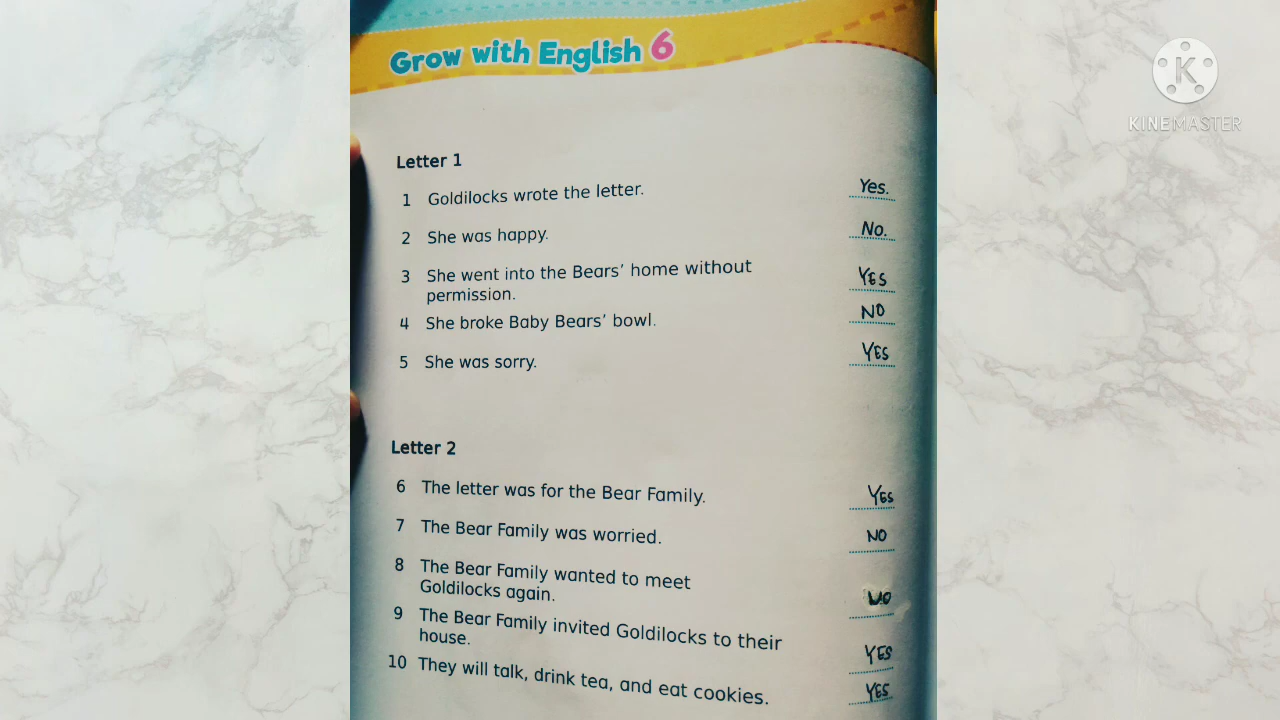 Grow with English 6
KINEMASTER
Letter 1
1 Goldilocks wrote the letter. Yes.
2 She was happy. No.
3 She went into the Bears’ home without
permission. YES
4 She broke Baby Bears’ bowl. NO
5 She was sorry. YES
Letter 2
6 The letter was for the Bear Family. YES
7 The Bear Family was worried. NO
8 The Bear Family wanted to meet
Goldilocks again. NO
9 The Bear Family invited Goldilocks to their
house. YES
10 They will talk, drink tea, and eat cookies. YES